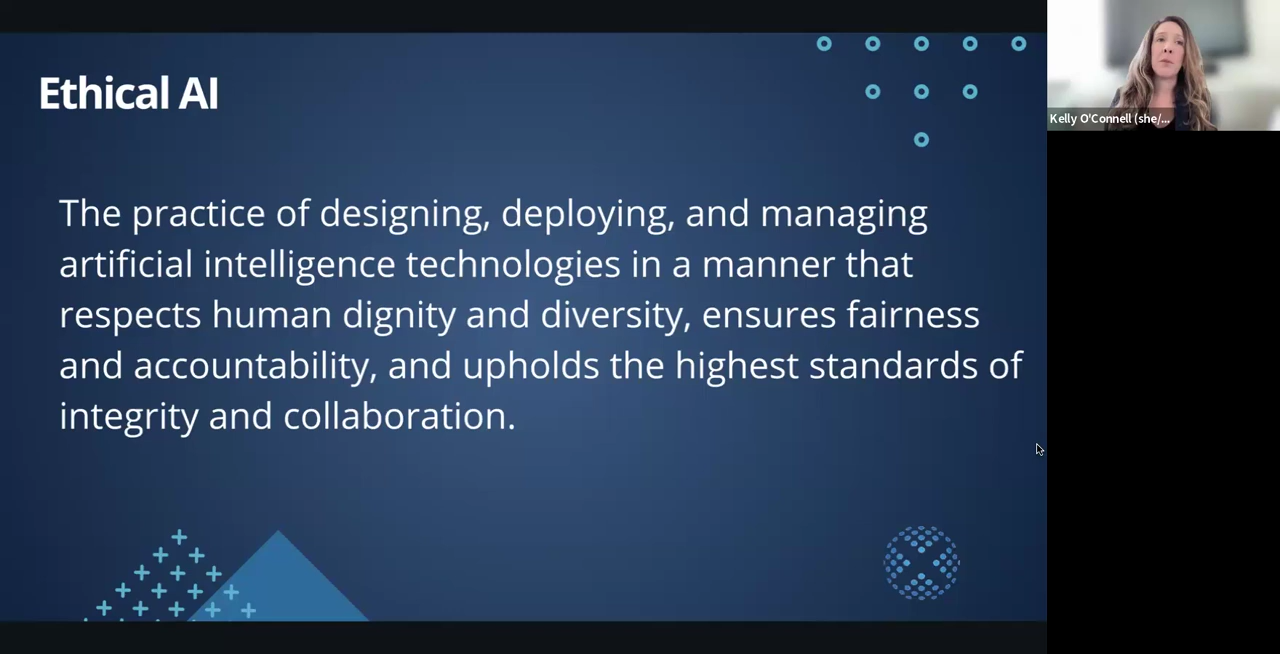 Ethical AI
The practice of designing, deploying, and managing
artificial intelligence technologies in a manner that
respects human dignity and diversity, ensures fairness
and accountability, and upholds the highest standards of
integrity and collaboration.
Kelly O'Connell (she/...